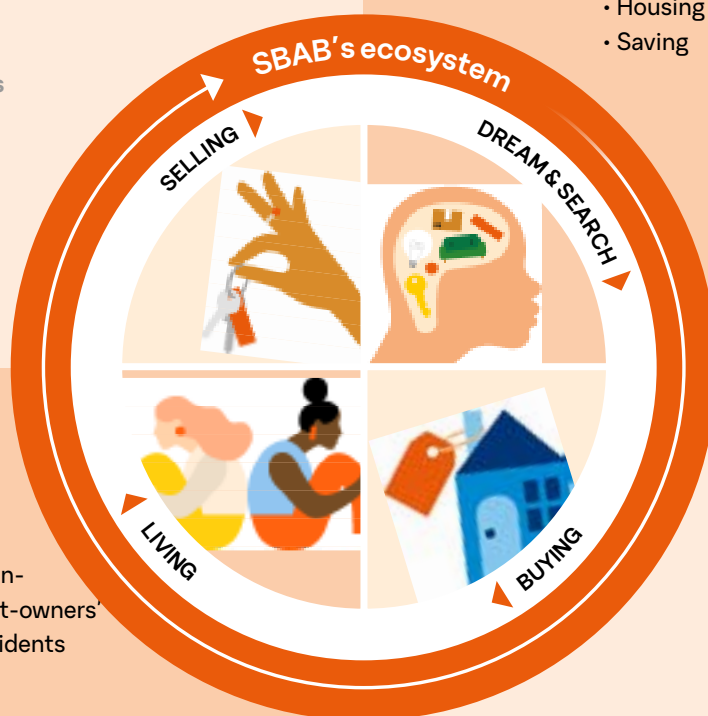 • Housing
• Saving
SBAB's ecosystem
SELLING
DREAM & SEARCH
LIVING
BUYING
n-
t-owners'
idents